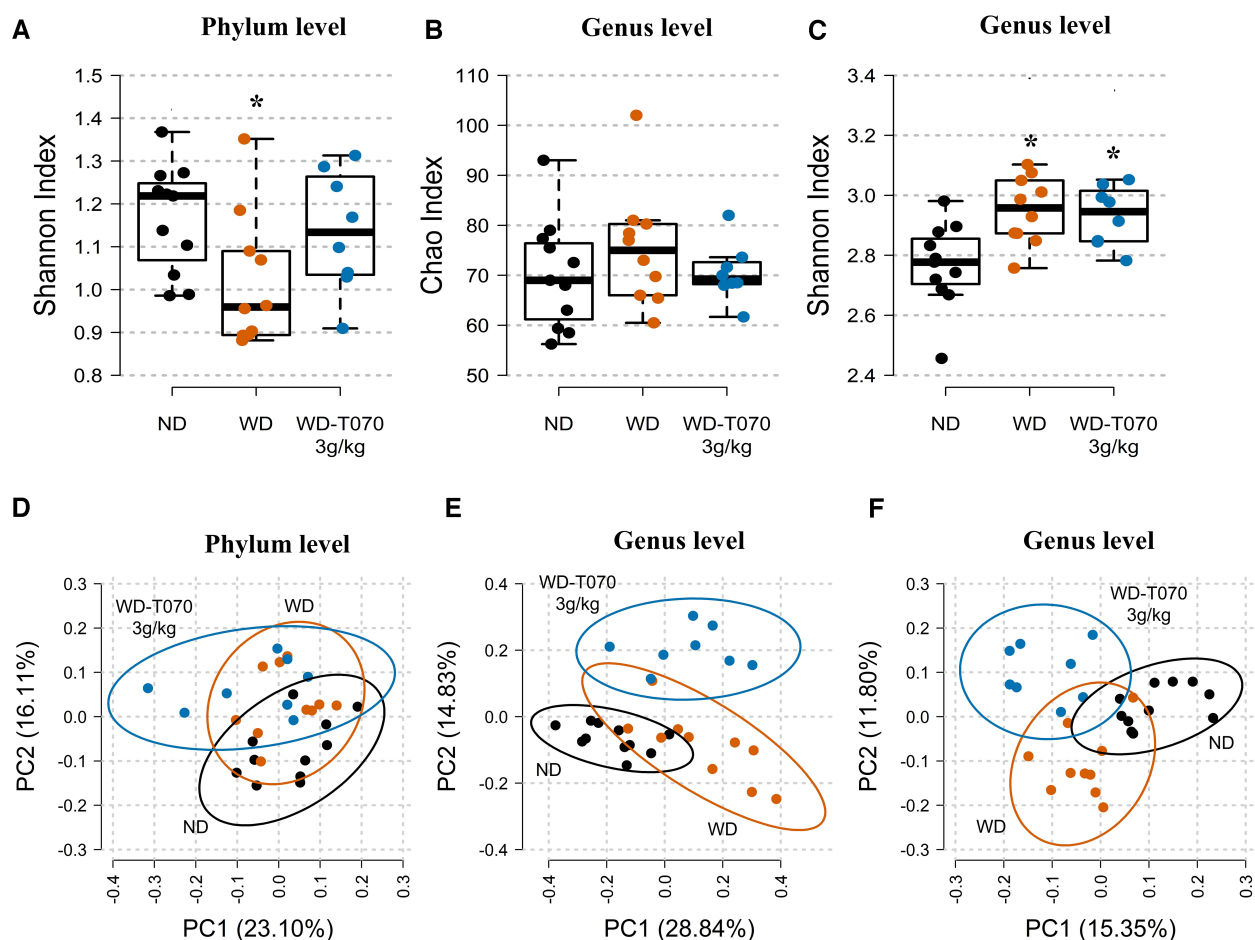 A
Phylum level
B
Genus level
C
Genus level
Shannon Index
1.5
1.4
1.3
1.2
1.1
1.0
0.9
0.8
*
ND
WD
WD-T070
3g/kg
Chao Index
110
100
90
80
70
60
50
ND
WD
WD-T070
3g/kg
Shannon Index
3.4
3.2
3.0
2.8
2.6
2.4
*
*
ND
WD
WD-T070
3g/kg
D
Phylum level
E
Genus level
F
Genus level
PC2 (16.11%)
0.3
0.2
0.1
0.0
-0.1
-0.2
-0.3
WD-T070
3g/kg
WD
ND
-0.4
-0.3
-0.2
-0.1
0.0
0.1
0.2
0.3
PC1 (23.10%)
PC2 (14.83%)
0.4
0.2
0.0
-0.2
-0.4
WD-T070
3g/kg
ND
WD
-0.4
-0.2
0.0
0.2
0.4
PC1 (28.84%)
PC2 (11.80%)
0.3
0.2
0.1
0.0
-0.1
-0.2
-0.3
WD-T070
3g/kg
ND
WD
-0.3
-0.2
-0.1
0.0
0.1
0.2
0.3
PC1 (15.35%)